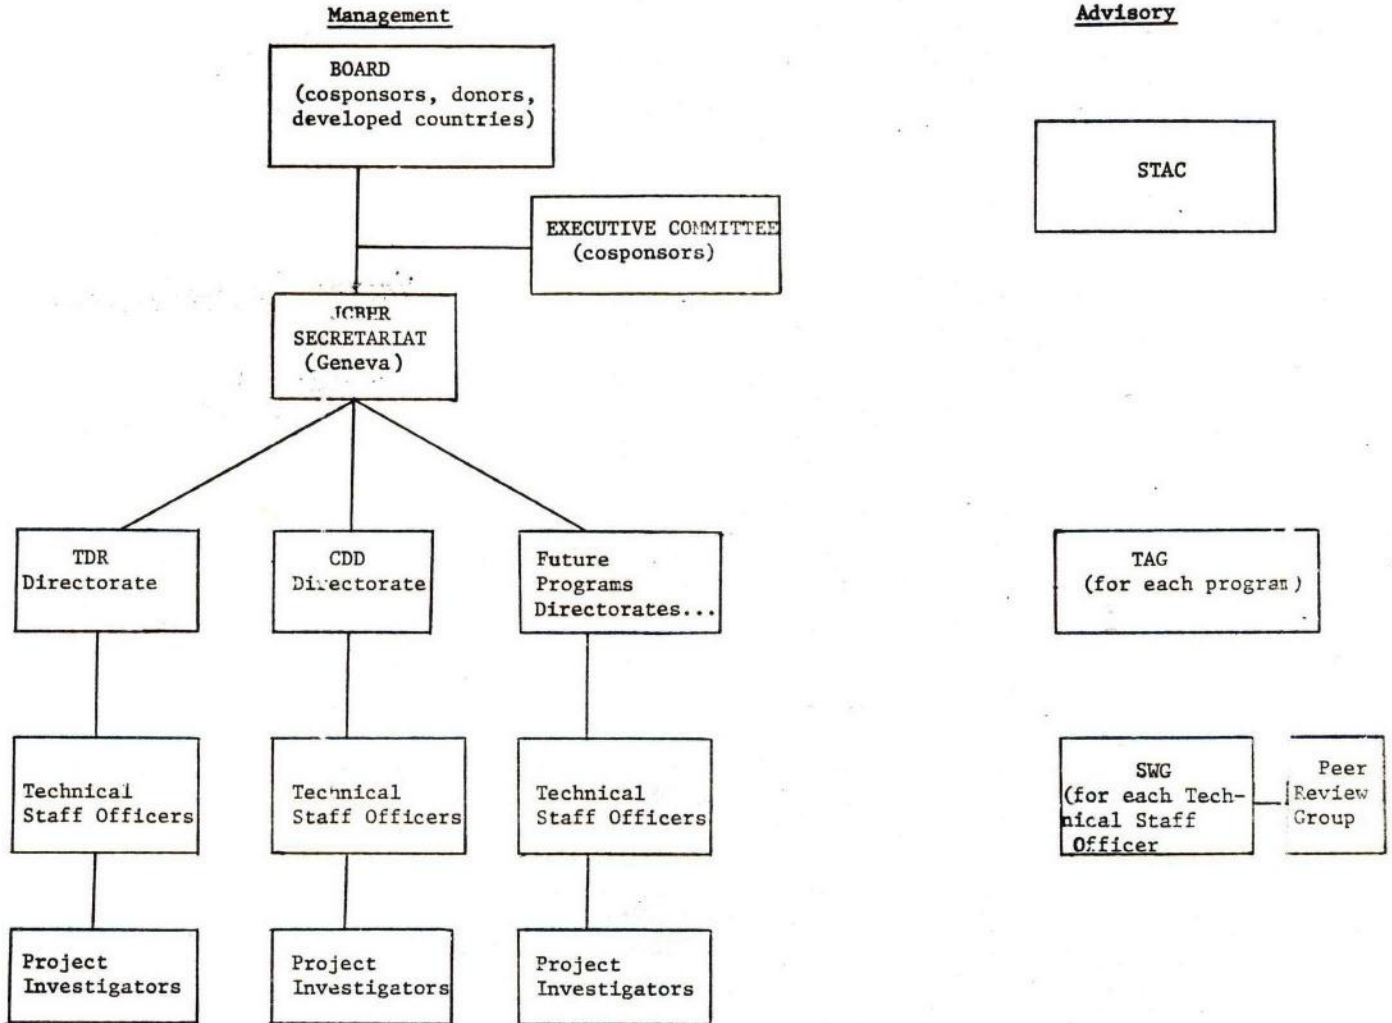 Management
BOARD
(cosponsors, donors,
developed countries)
EXECUTIVE COMMITTEE
(cosponsors)
JCBHR
SECRETARIAT
(Geneva)
TDR
Directorate
CDD
Directorate
Future
Programs
Directorates...
Technical
Staff Officers
Technical
Staff Officers
Technical
Staff Officers
Project
Investigators
Project
Investigators
Project
Investigators
Advisory
STAC
TAG
(for each program)
SWG
(for each Tech-
nical Staff
Officer
Peer
Review
Group